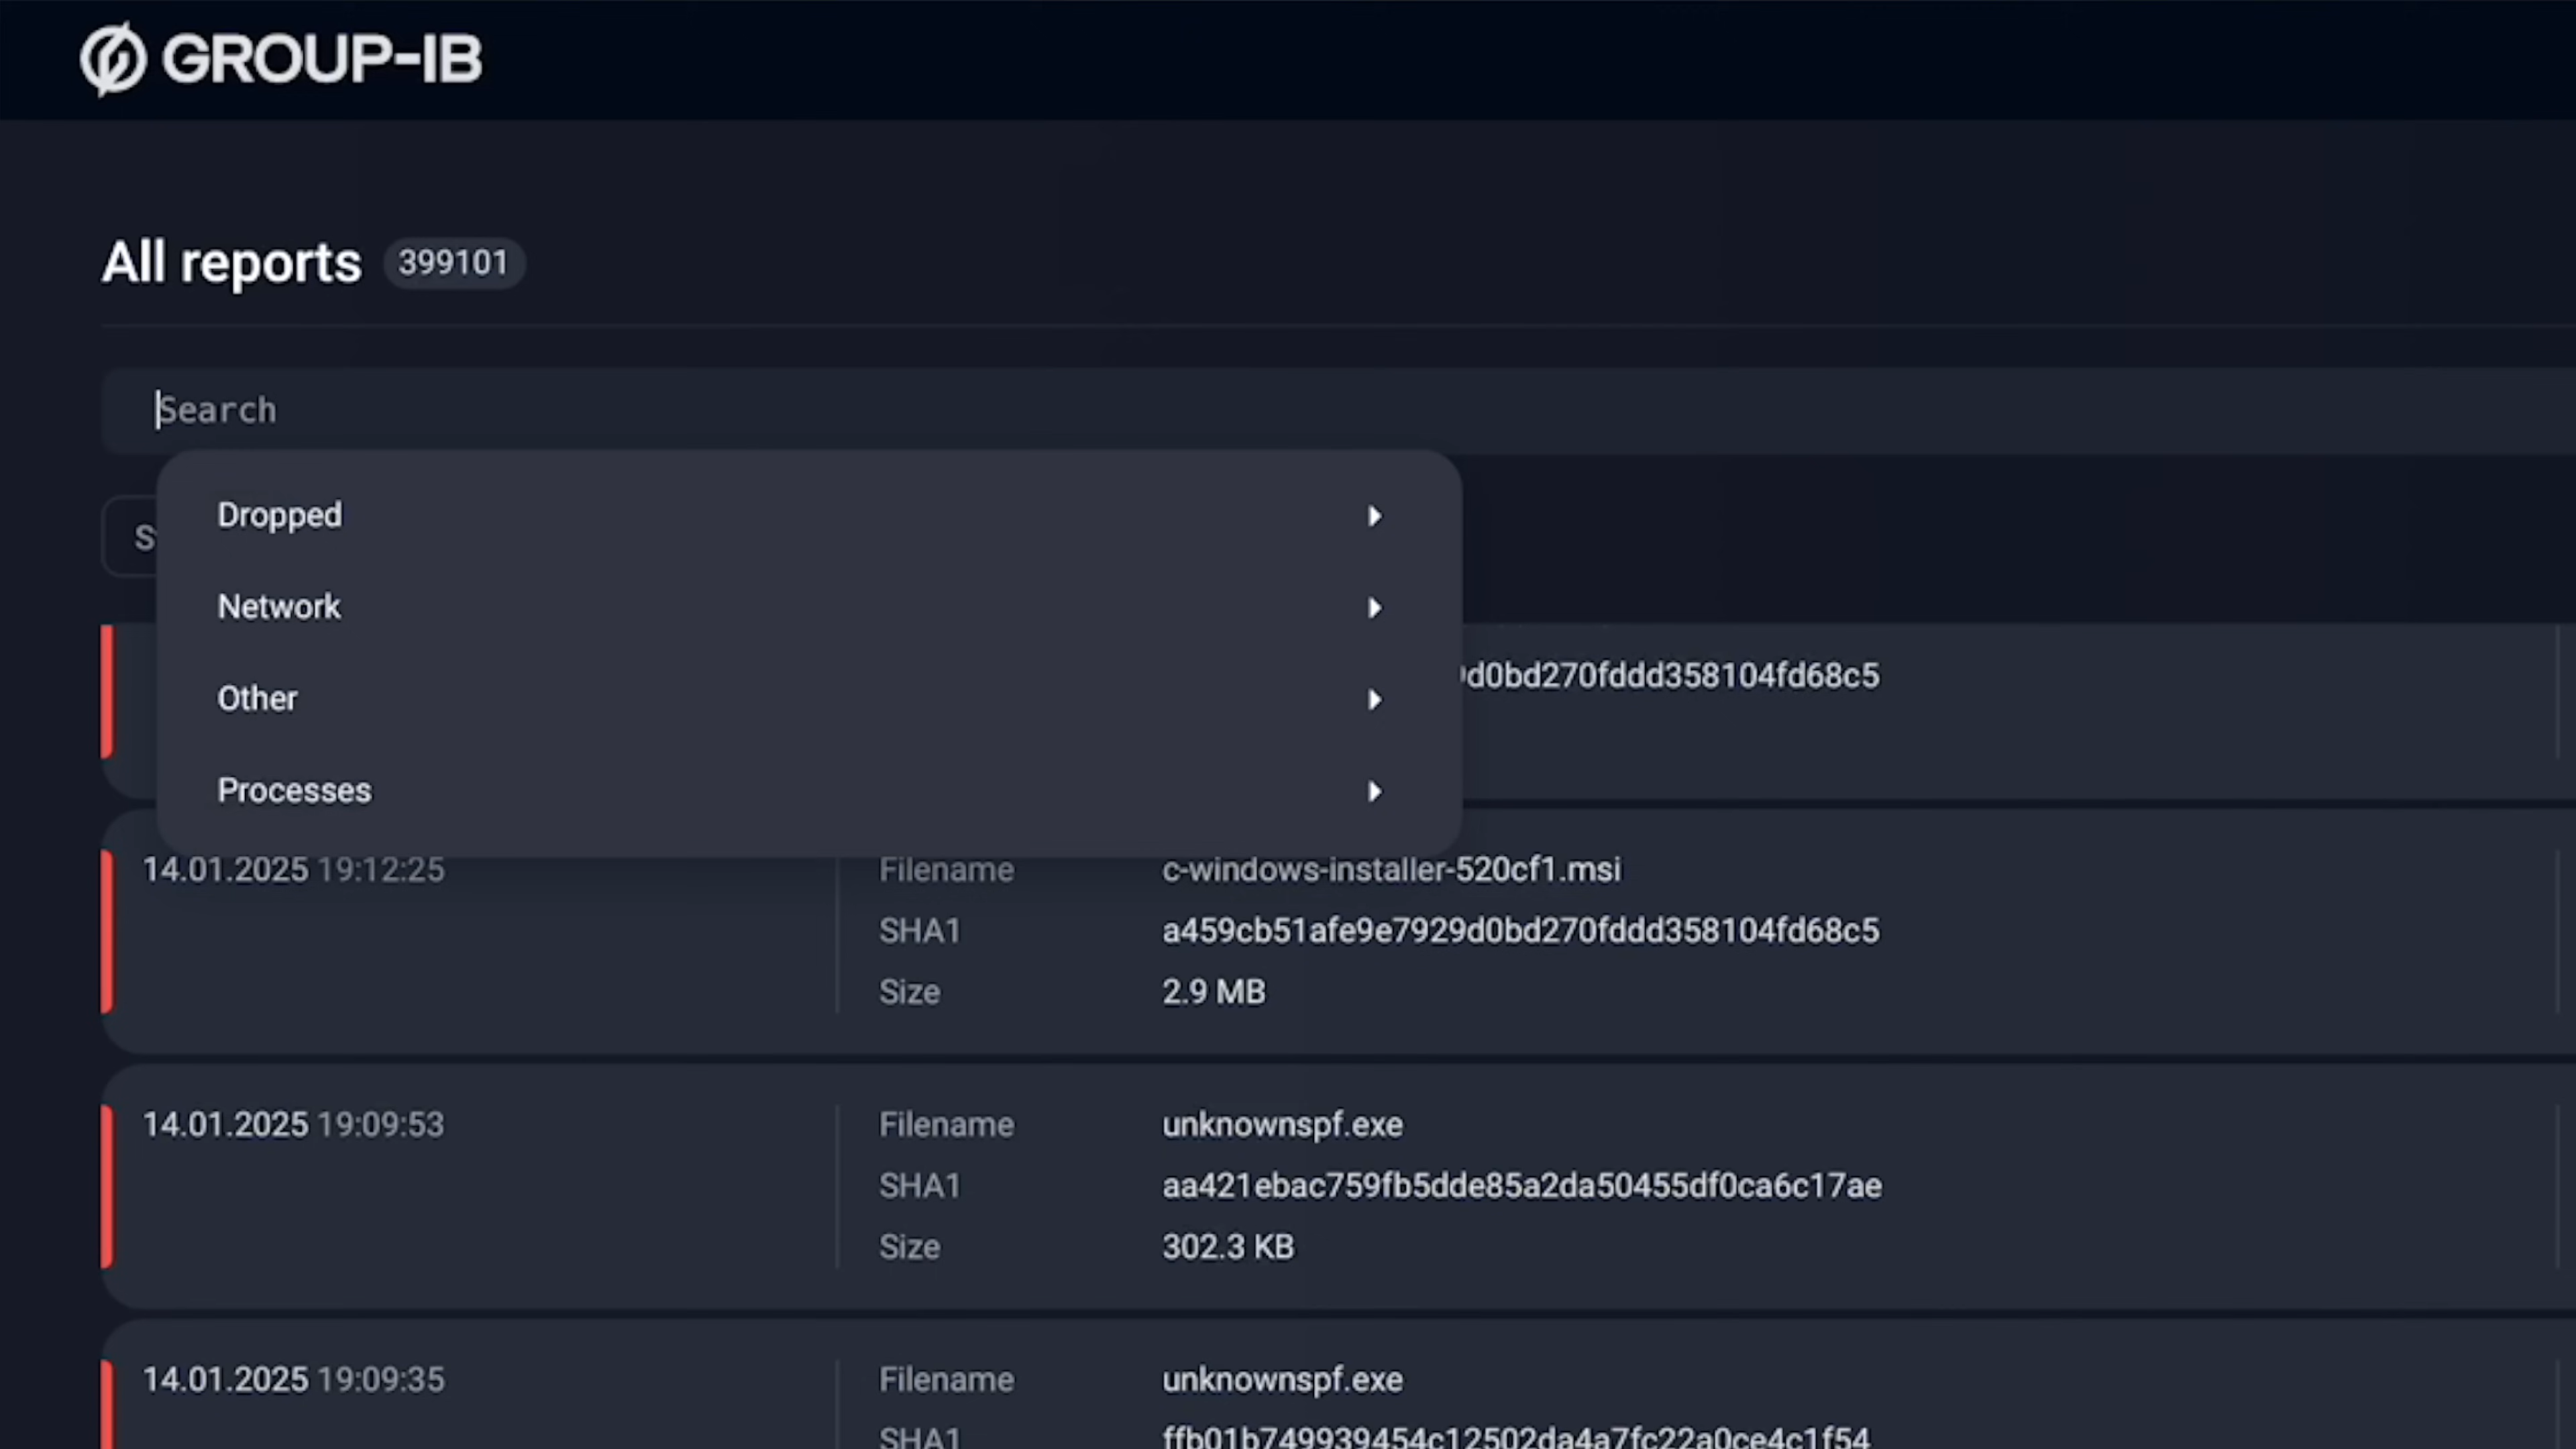 GROUP-IB
All reports 399101
Search
Dropped
Network
Other
Processes
d0bd270fddd358104fd68c5
14.01.2025 19:12:25
Filename c-windows-installer-520cf1.msi
SHA1 a459cb51afe9e7929d0bd270fddd358104fd68c5
Size 2.9 MB
14.01.2025 19:09:53
Filename unknownspf.exe
SHA1 aa421ebac759fb5dde85a2da50455df0ca6c17ae
Size 302.3 KB
14.01.2025 19:09:35
Filename unknownspf.exe
SHA1 ffb01b749939454c12502da4a7fc22a0ce4c1f54